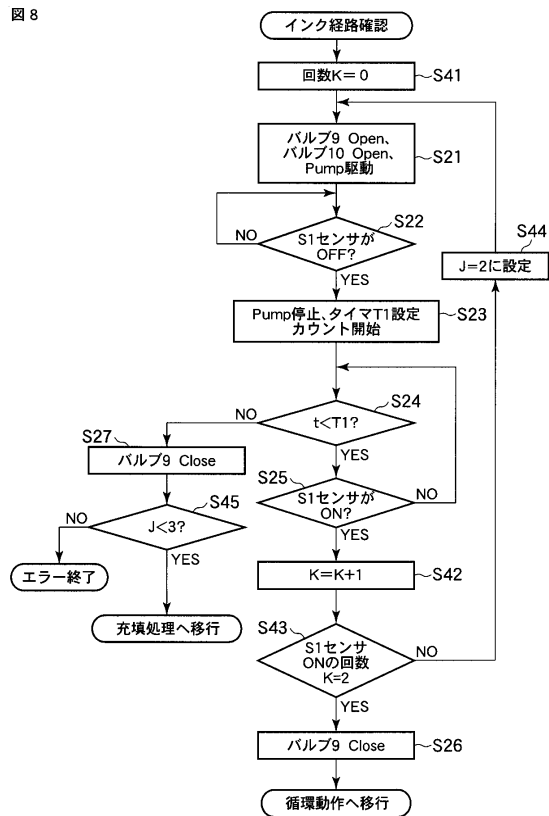 図8
インク経路確認
回数K=0
S41
バルブ9 Open、
バルブ10 Open、
Pump駆動
S21
S1センサが
OFF?
S22
NO
YES
S44
J=2に設定
Pump停止、タイマT1設定
カウント開始
S23
t<T1?
S24
NO
YES
S27
バルブ9 Close
S25
S1センサが
ON?
NO
YES
S45
J<3?
NO
YES
エラー終了
充填処理へ移行
K=K+1
S42
S43
S1センサ
ONの回数
K=2
NO
YES
バルブ9 Close
S26
循環動作へ移行